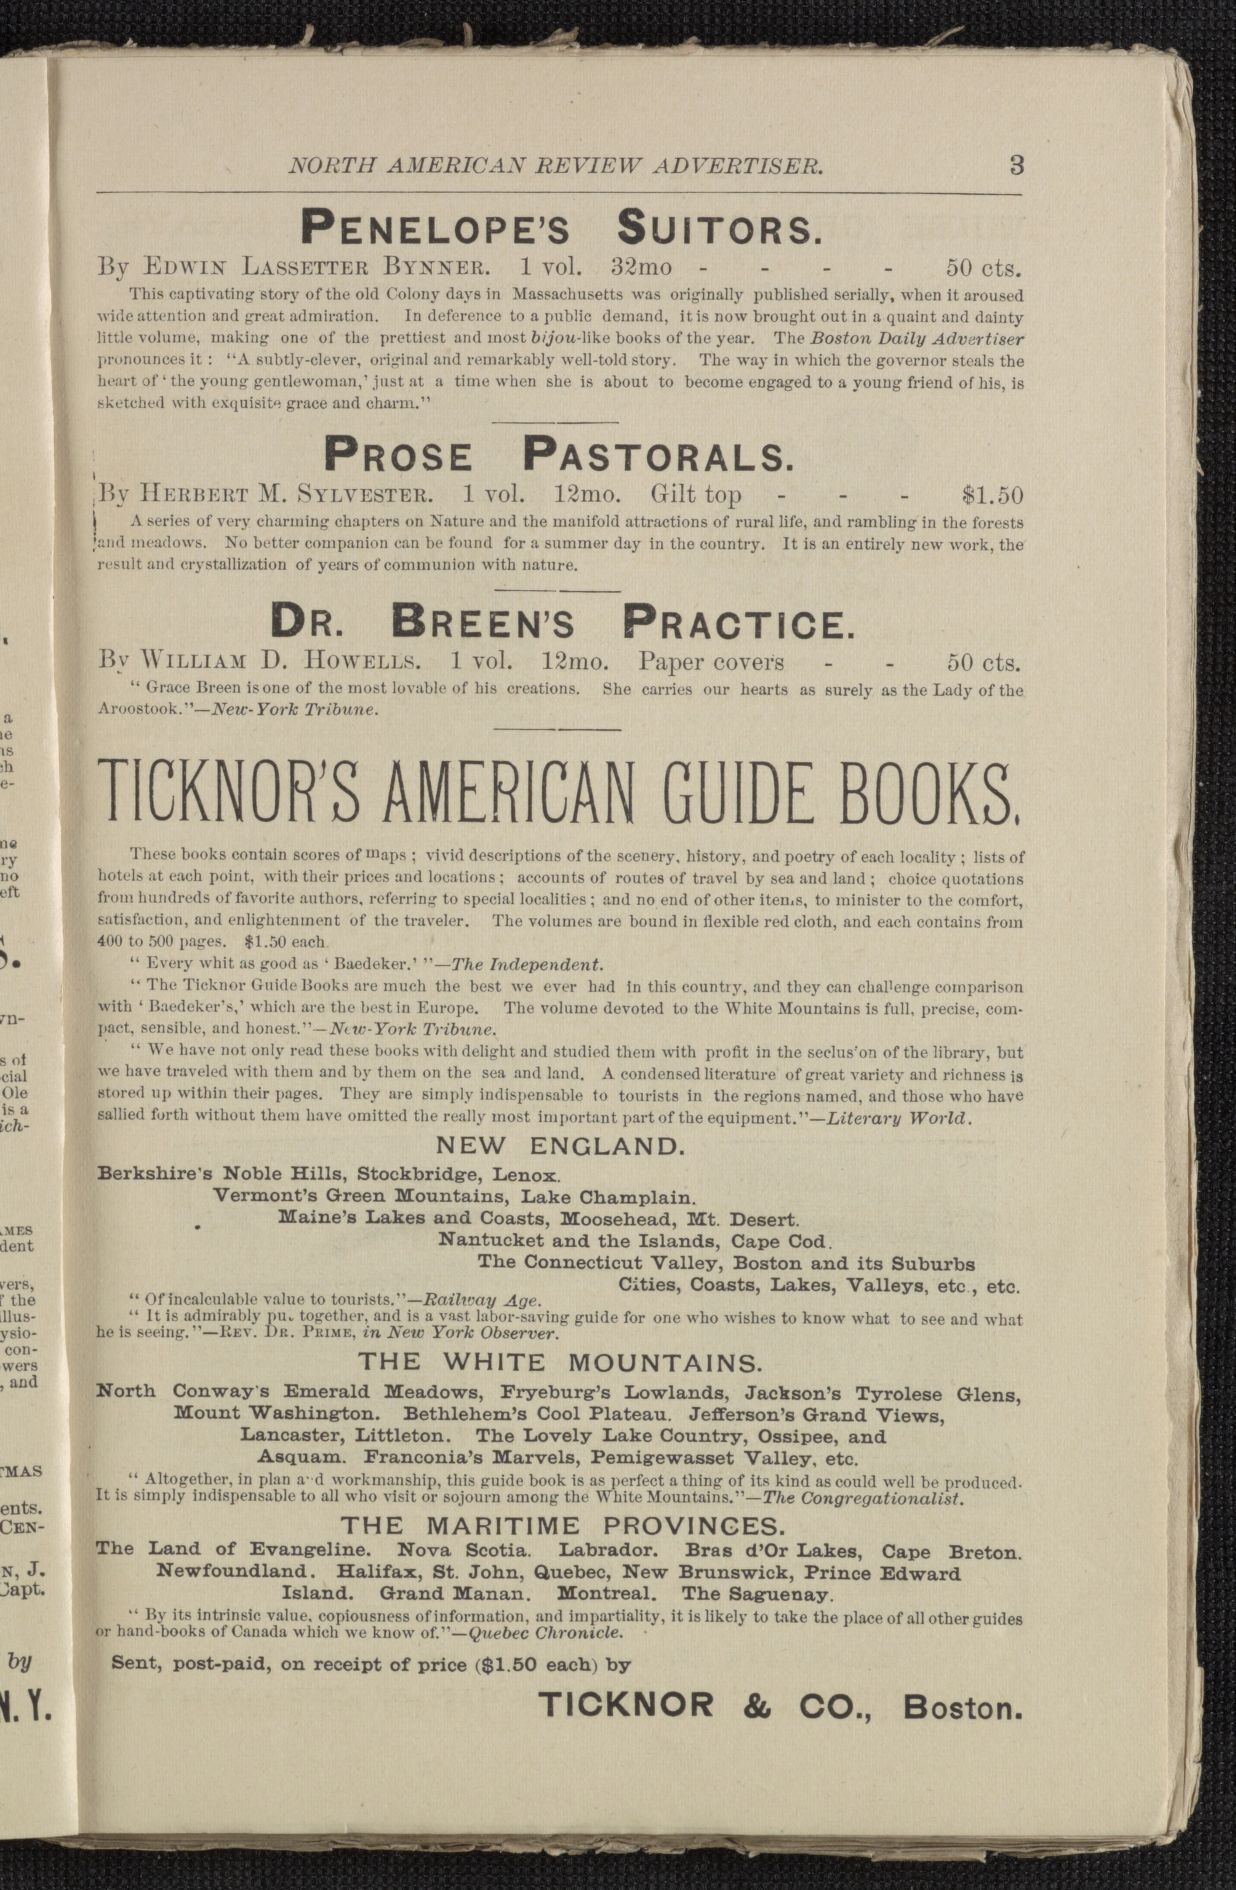 NORTH AMERICAN REVIEW ADVERTISER. 3
PENELOPE'S SUITORS.
By EDWIN LASSETTER BYNNER. 1 vol. 32mo - - - - 50 cts.
This captivating story of the old Colony days in Massachusetts was originally published serially, when it aroused
wide attention and great admiration. In deference to a public demand, it is now brought out in a quaint and dainty
little volume, making one of the prettiest and most bijou-like books of the year. The Boston Daily Advertiser
pronounces it : "A subtly-clever, original and remarkably well-told story. The way in which the governor steals the
heart of ' the young gentlewoman,' just at a time when she is about to become engaged to a young friend of his, is
sketched with exquisite grace and charm."
PROSE PASTORALS.
By HERBERT M. SYLVESTER. 1 vol. 12mo. Gilt top - - - $1.50
A series of very charming chapters on Nature and the manifold attractions of rural life, and rambling in the forests
and meadows. No better companion can be found for a summer day in the country. It is an entirely new work, the
result and crystallization of years of communion with nature.
DR. BREEN'S PRACTICE.
By WILLIAM D. HOWELLS. 1 vol. 12mo. Paper covers - - 50 cts.
" Grace Breen is one of the most lovable of his creations. She carries our hearts as surely as the Lady of the
Aroostook."—New-York Tribune.
TICKNOR'S AMERICAN GUIDE BOOKS.
These books contain scores of maps ; vivid descriptions of the scenery, history, and poetry of each locality ; lists of
hotels at each point, with their prices and locations ; accounts of routes of travel by sea and land ; choice quotations
from hundreds of favorite authors, referring to special localities ; and no end of other items, to minister to the comfort,
satisfaction, and enlightenment of the traveler. The volumes are bound in flexible red cloth, and each contains from
400 to 500 pages. $1.50 each.
" Every whit as good as ' Baedeker.' "—The Independent.
" The Ticknor Guide Books are much the best we ever had in this country, and they can challenge comparison
with ' Baedeker's,' which are the best in Europe. The volume devoted to the White Mountains is full, precise, com-
pact, sensible, and honest."—New-York Tribune.
" We have not only read these books with delight and studied them with profit in the seclus'on of the library, but
we have traveled with them and by them on the sea and land. A condensed literature of great variety and richness is
stored up within their pages. They are simply indispensable to tourists in the regions named, and those who have
sallied forth without them have omitted the really most important part of the equipment."—Literary World.
NEW ENGLAND.
Berkshire's Noble Hills, Stockbridge, Lenox.
Vermont's Green Mountains, Lake Champlain.
Maine's Lakes and Coasts, Moosehead, Mt. Desert.
Nantucket and the Islands, Cape Cod.
The Connecticut Valley, Boston and its Suburbs
Cities, Coasts, Lakes, Valleys, etc., etc.
" Of incalculable value to tourists."—Railway Age.
" It is admirably put together, and is a vast labor-saving guide for one who wishes to know what to see and what
he is seeing."—REV. DR. PRIME, in New York Observer.
THE WHITE MOUNTAINS.
North Conway's Emerald Meadows, Fryeburg's Lowlands, Jackson's Tyrolese Glens,
Mount Washington. Bethlehem's Cool Plateau. Jefferson's Grand Views,
Lancaster, Littleton. The Lovely Lake Country, Ossipee, and
Asquam. Franconia's Marvels, Pemigewasset Valley, etc.
" Altogether, in plan and workmanship, this guide book is as perfect a thing of its kind as could well be produced.
It is simply indispensable to all who visit or sojourn among the White Mountains."—The Congregationalist.
THE MARITIME PROVINCES.
The Land of Evangeline. Nova Scotia. Labrador. Bras d'Or Lakes, Cape Breton.
Newfoundland. Halifax, St. John, Quebec, New Brunswick, Prince Edward
Island. Grand Manan. Montreal. The Saguenay.
" By its intrinsic value, copiousness of information, and impartiality, it is likely to take the place of all other guides
or hand-books of Canada which we know of."—Quebec Chronicle.
Sent, post-paid, on receipt of price ($1.50 each) by
TICKNOR & CO., Boston.